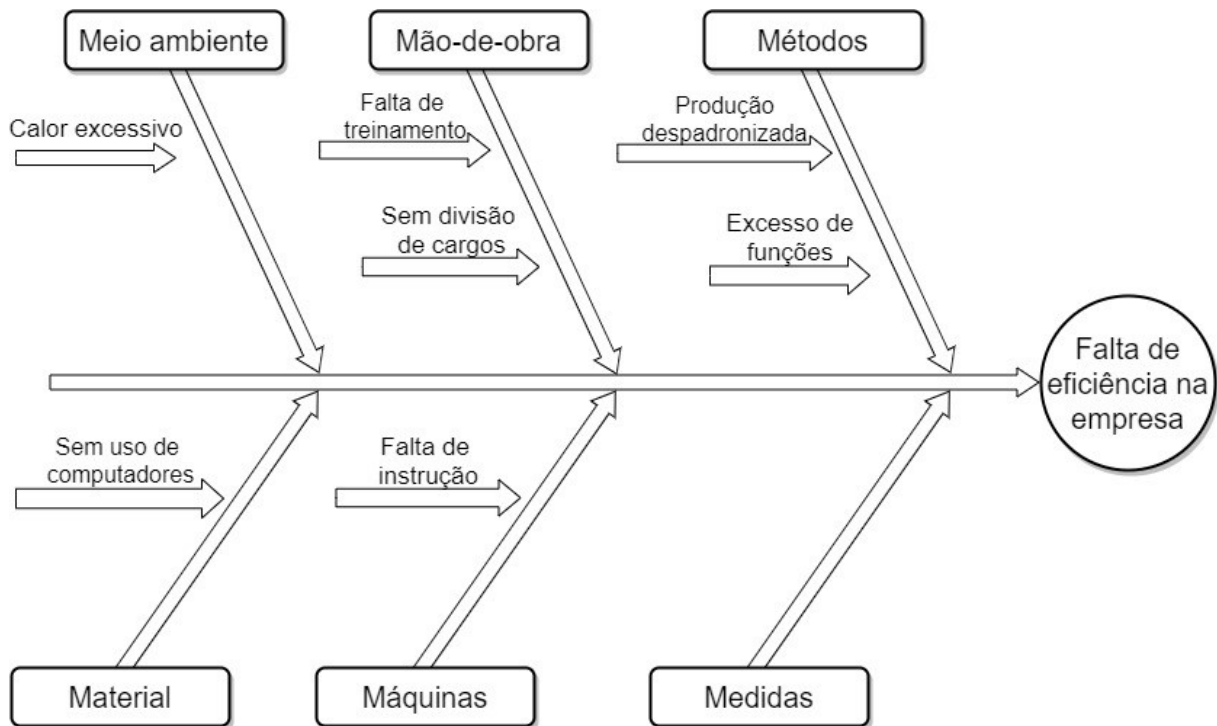 Meio ambiente
Mão-de-obra
Métodos
Calor excessivo
Falta de
treinamento
Produção
despadronizada
Sem divisão
de cargos
Excesso de
funções
Falta de
eficiência na
empresa
Sem uso de
computadores
Falta de
instrução
Material
Máquinas
Medidas